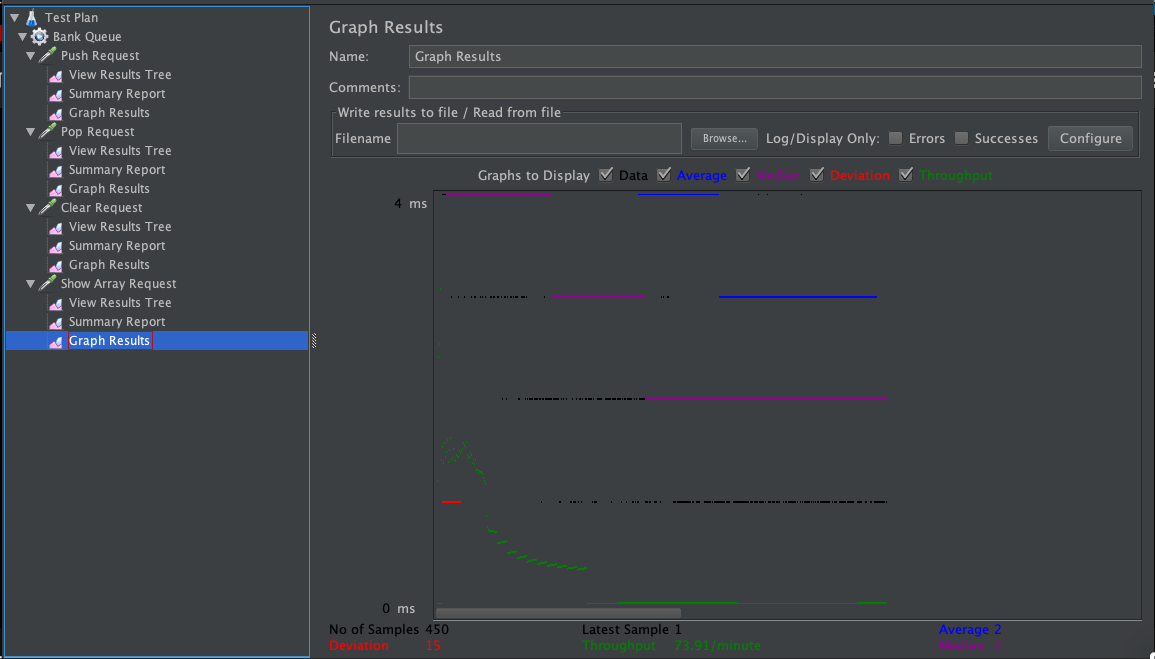 Test Plan
Bank Queue
Push Request
View Results Tree
Summary Report
Graph Results
Pop Request
View Results Tree
Summary Report
Graph Results
Clear Request
View Results Tree
Summary Report
Graph Results
Show Array Request
View Results Tree
Summary Report
Graph Results
Graph Results
Name: Graph Results
Comments:
Write results to file / Read from file
Filename Browse... Log/Display Only: Errors Successes Configure
Graphs to Display Data Average Median Deviation Throughput
4 ms
0 ms
No of Samples 450 Latest Sample 1 Average 2
Deviation 15 Throughput 73.91/minute Median 2